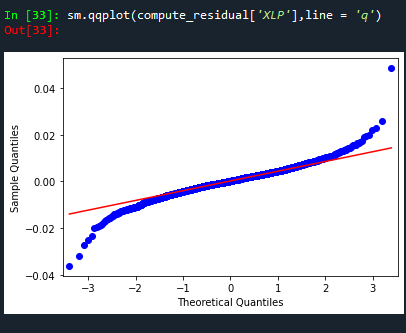 In [33]: sm.qqplot(compute_residual['XLP'],line = 'q')
Out[33]:
Sample Quantiles
0.04
0.02
0.00
−0.02
−0.04
−3 −2 −1 0 1 2 3
Theoretical Quantiles